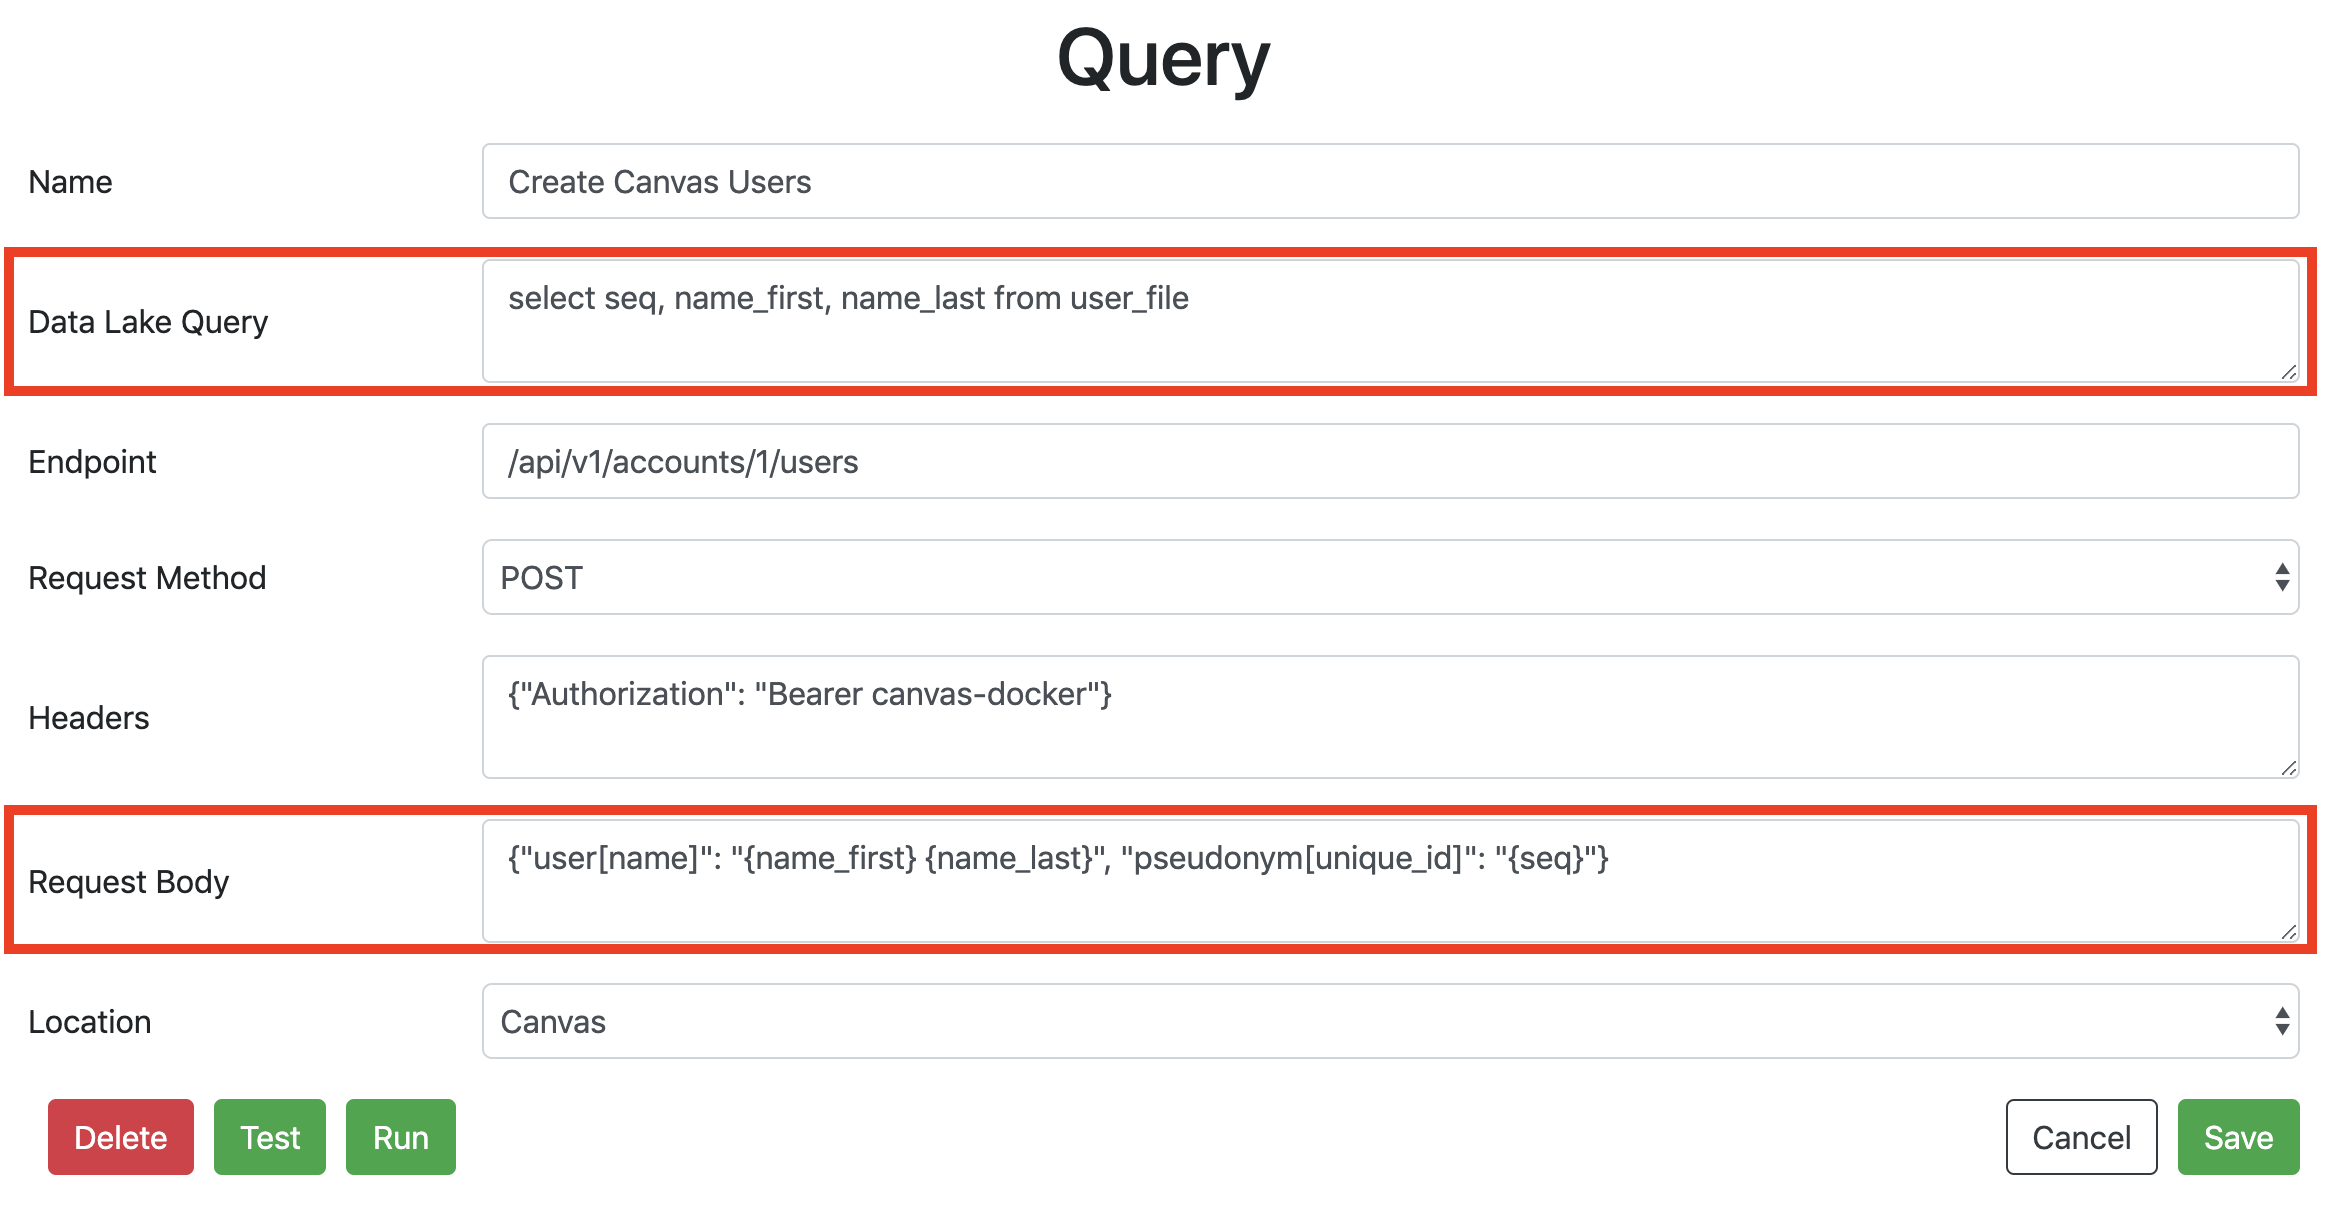 Query
Name
Create Canvas Users
Data Lake Query
select seq, name_first, name_last from user_file
Endpoint
/api/v1/accounts/1/users
Request Method
POST
Headers
{"Authorization": "Bearer canvas-docker"}
Request Body
{"user[name]": "{name_first} {name_last}", "pseudonym[unique_id]": "{seq}"}
Location
Canvas
Delete Test Run Cancel Save